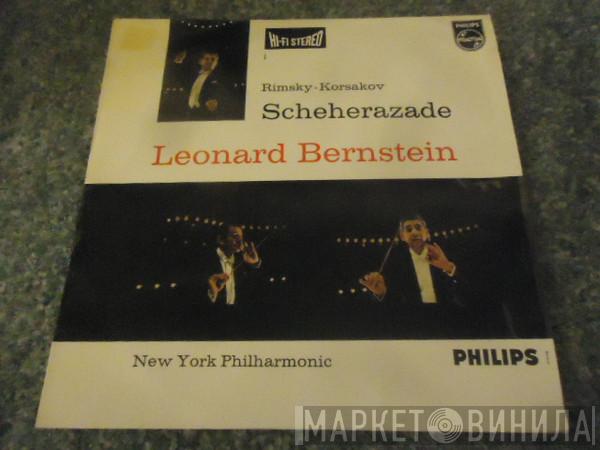 HI-FI STEREO
PHILIPS
Rimsky-Korsakov
Scheherazade
Leonard Bernstein
New York Philharmonic
PHILIPS
МАРКЕТ ВИНИЛА